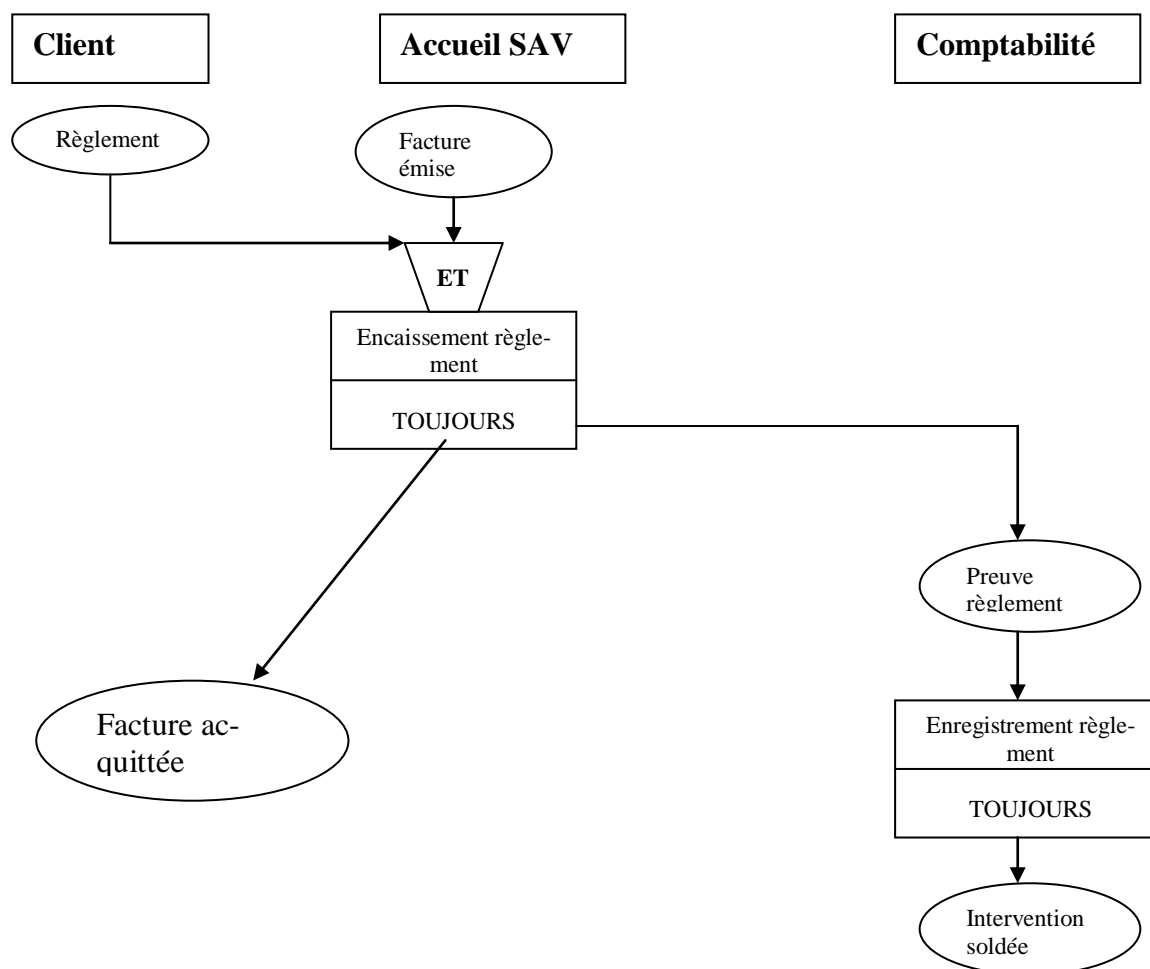 Client
Accueil SAV
Comptabilité
Règlement
Facture
émise
ET
Encaissement règle-
ment
TOUJOURS
Preuve
règlement
Facture ac-
quittée
Enregistrement règle-
ment
TOUJOURS
Intervention
soldée